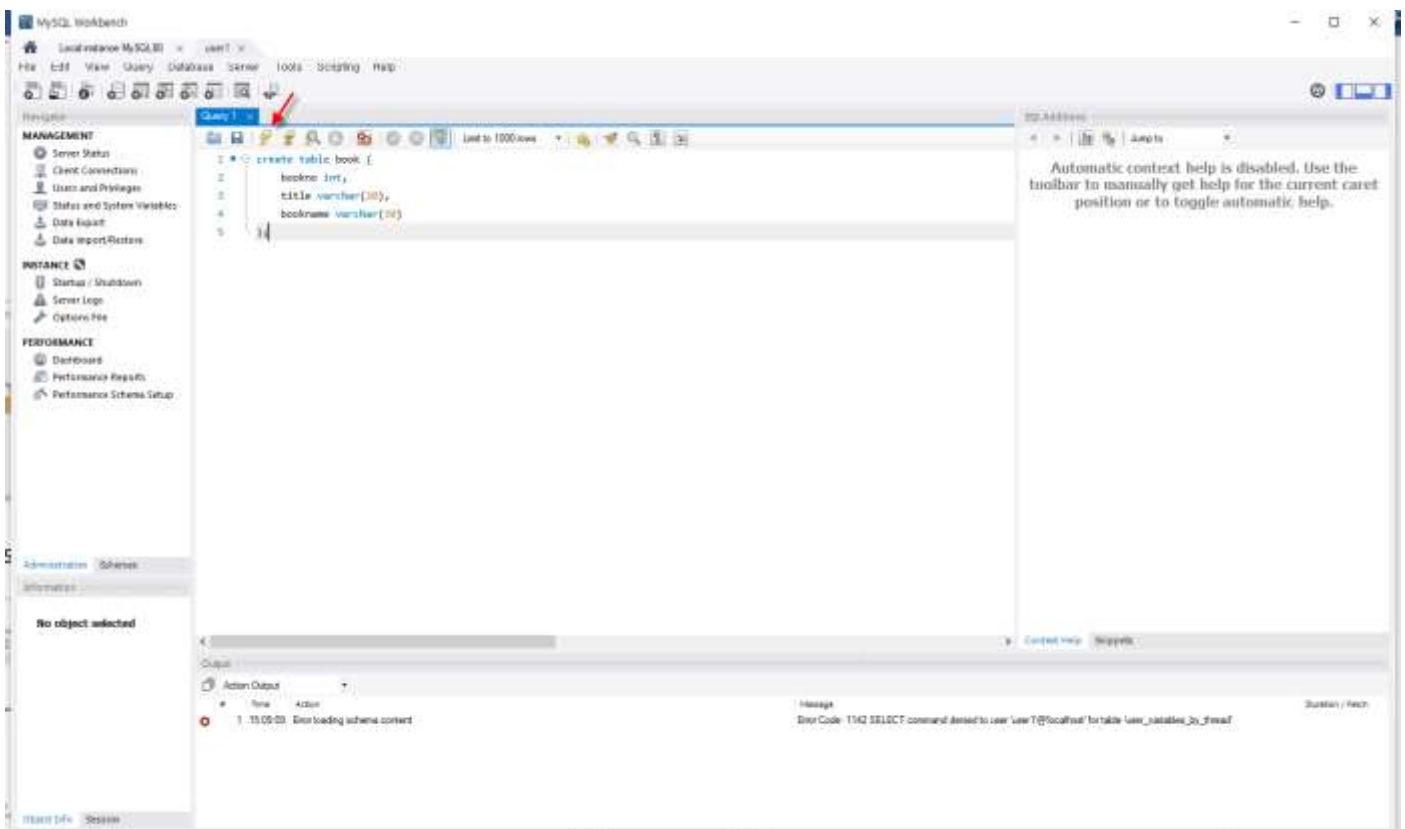 MySQL Workbench
Local instance MySQL80
user1
File Edit View Query Database Server Tools Scripting Help
Navigator
MANAGEMENT
Server Status
Client Connections
Users and Privileges
Status and System Variables
Data Export
Data Import/Restore
INSTANCE
Startup / Shutdown
Server Logs
Options File
PERFORMANCE
Dashboard
Performance Reports
Performance Schema Setup
Administration Schemas
Information
No object selected
Object Info Session
Query 1
Limit to 1000 rows
1 create table book (
2 bookno int,
3 title varchar(30),
4 bookname varchar(30)
5 );
Output
Action Output
# Time Action Message Duration / Fetch
1 15:05:09 Error loading schema content Error Code: 1142 SELECT command denied to user 'user1'@'localhost' for table 'user_variables_by_thread'
SQL Additions
Jump to
Automatic context help is disabled. Use the
toolbar to manually get help for the current caret
position or to toggle automatic help.
Context Help Snippets